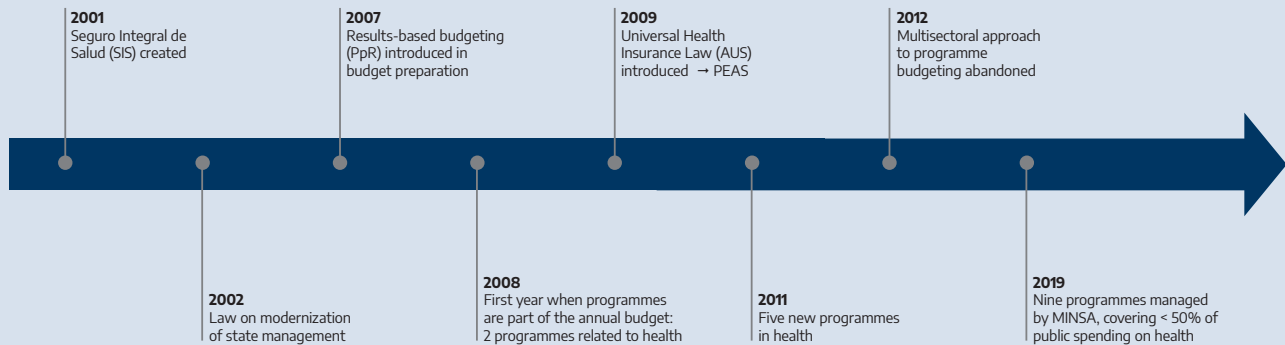 2001
Seguro Integral de
Salud (SIS) created
2002
Law on modernization
of state management
2007
Results-based budgeting
(PpR) introduced in
budget preparation
2008
First year when programmes
are part of the annual budget:
2 programmes related to health
2009
Universal Health
Insurance Law (AUS)
introduced → PEAS
2011
Five new programmes
in health
2012
Multisectoral approach
to programme
budgeting abandoned
2019
Nine programmes managed
by MINSA, covering < 50% of
public spending on health